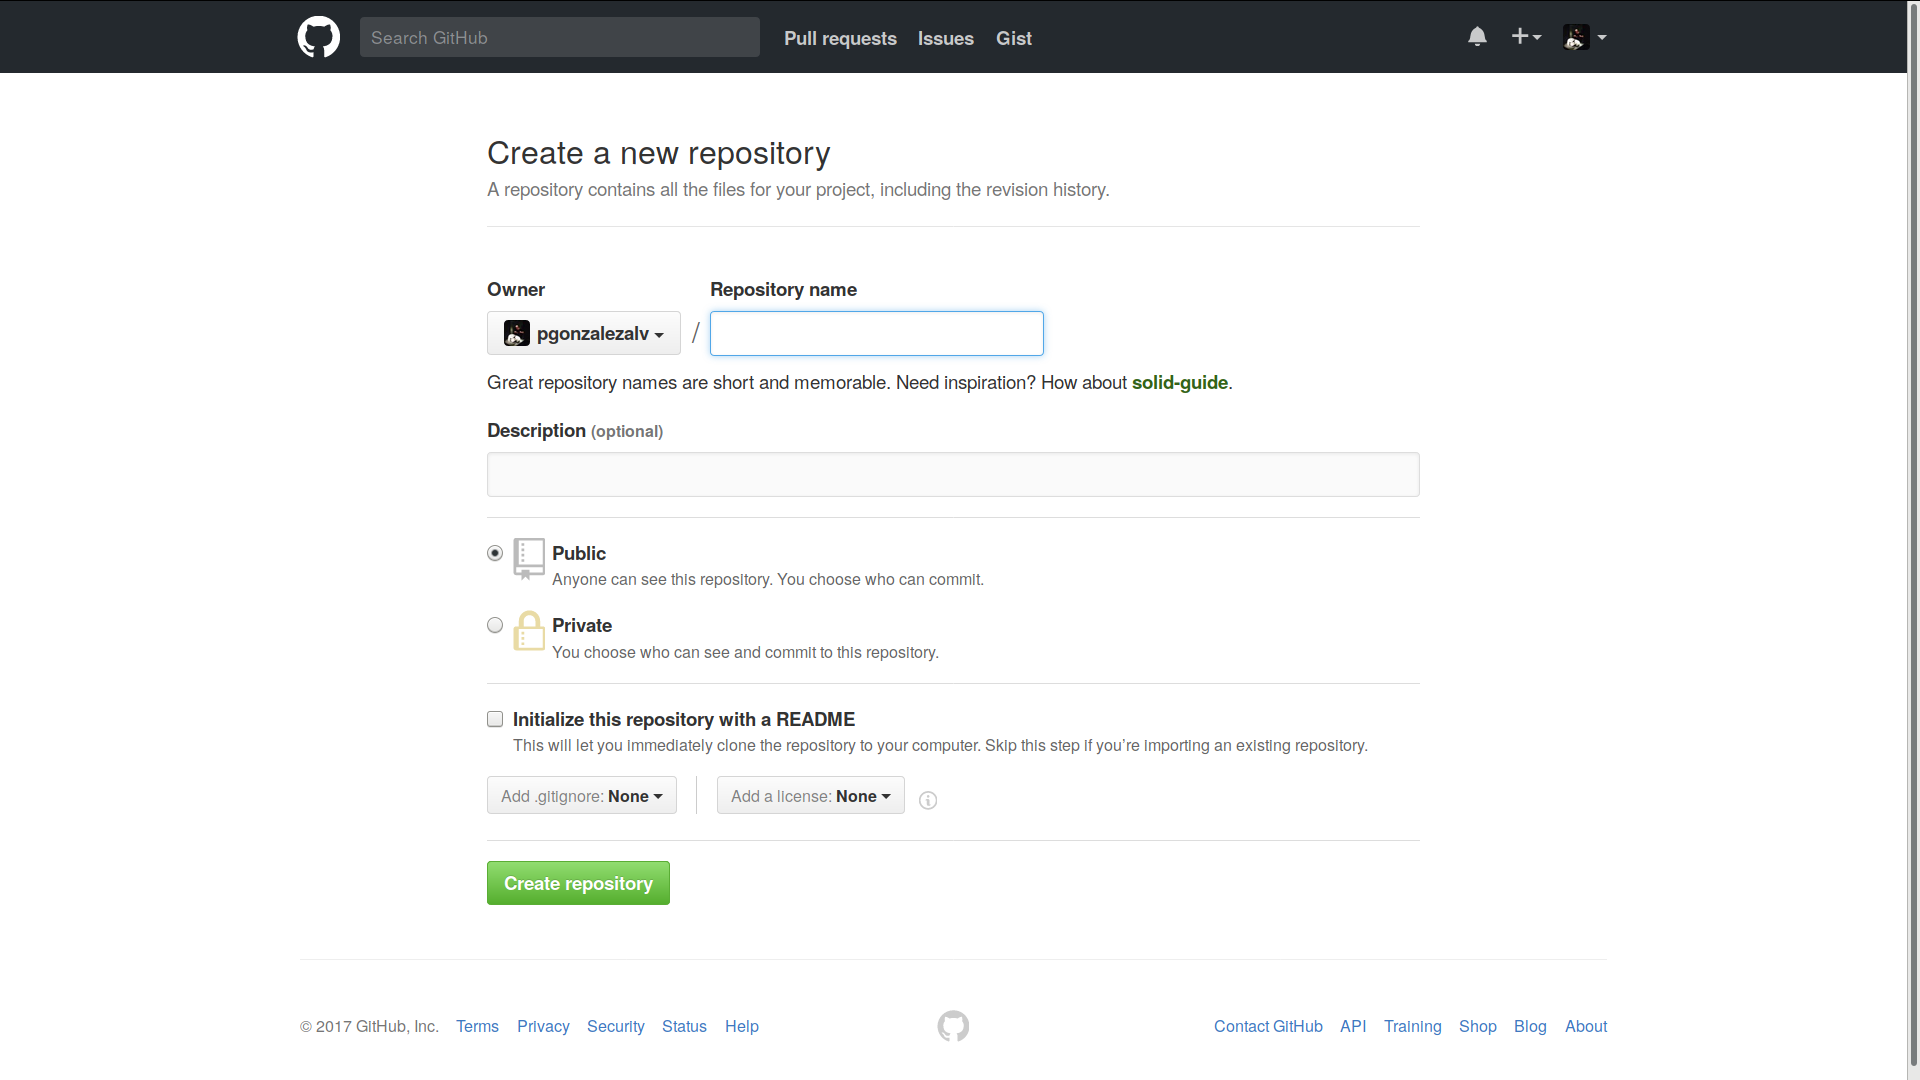 Search GitHub Pull requests Issues Gist
Create a new repository
A repository contains all the files for your project, including the revision history.
Owner Repository name
pgonzalezalv /
Great repository names are short and memorable. Need inspiration? How about solid-guide.
Description (optional)
Public
Anyone can see this repository. You choose who can commit.
Private
You choose who can see and commit to this repository.
Initialize this repository with a README
This will let you immediately clone the repository to your computer. Skip this step if you’re importing an existing repository.
Add .gitignore: None Add a license: None
Create repository
© 2017 GitHub, Inc. Terms Privacy Security Status Help Contact GitHub API Training Shop Blog About